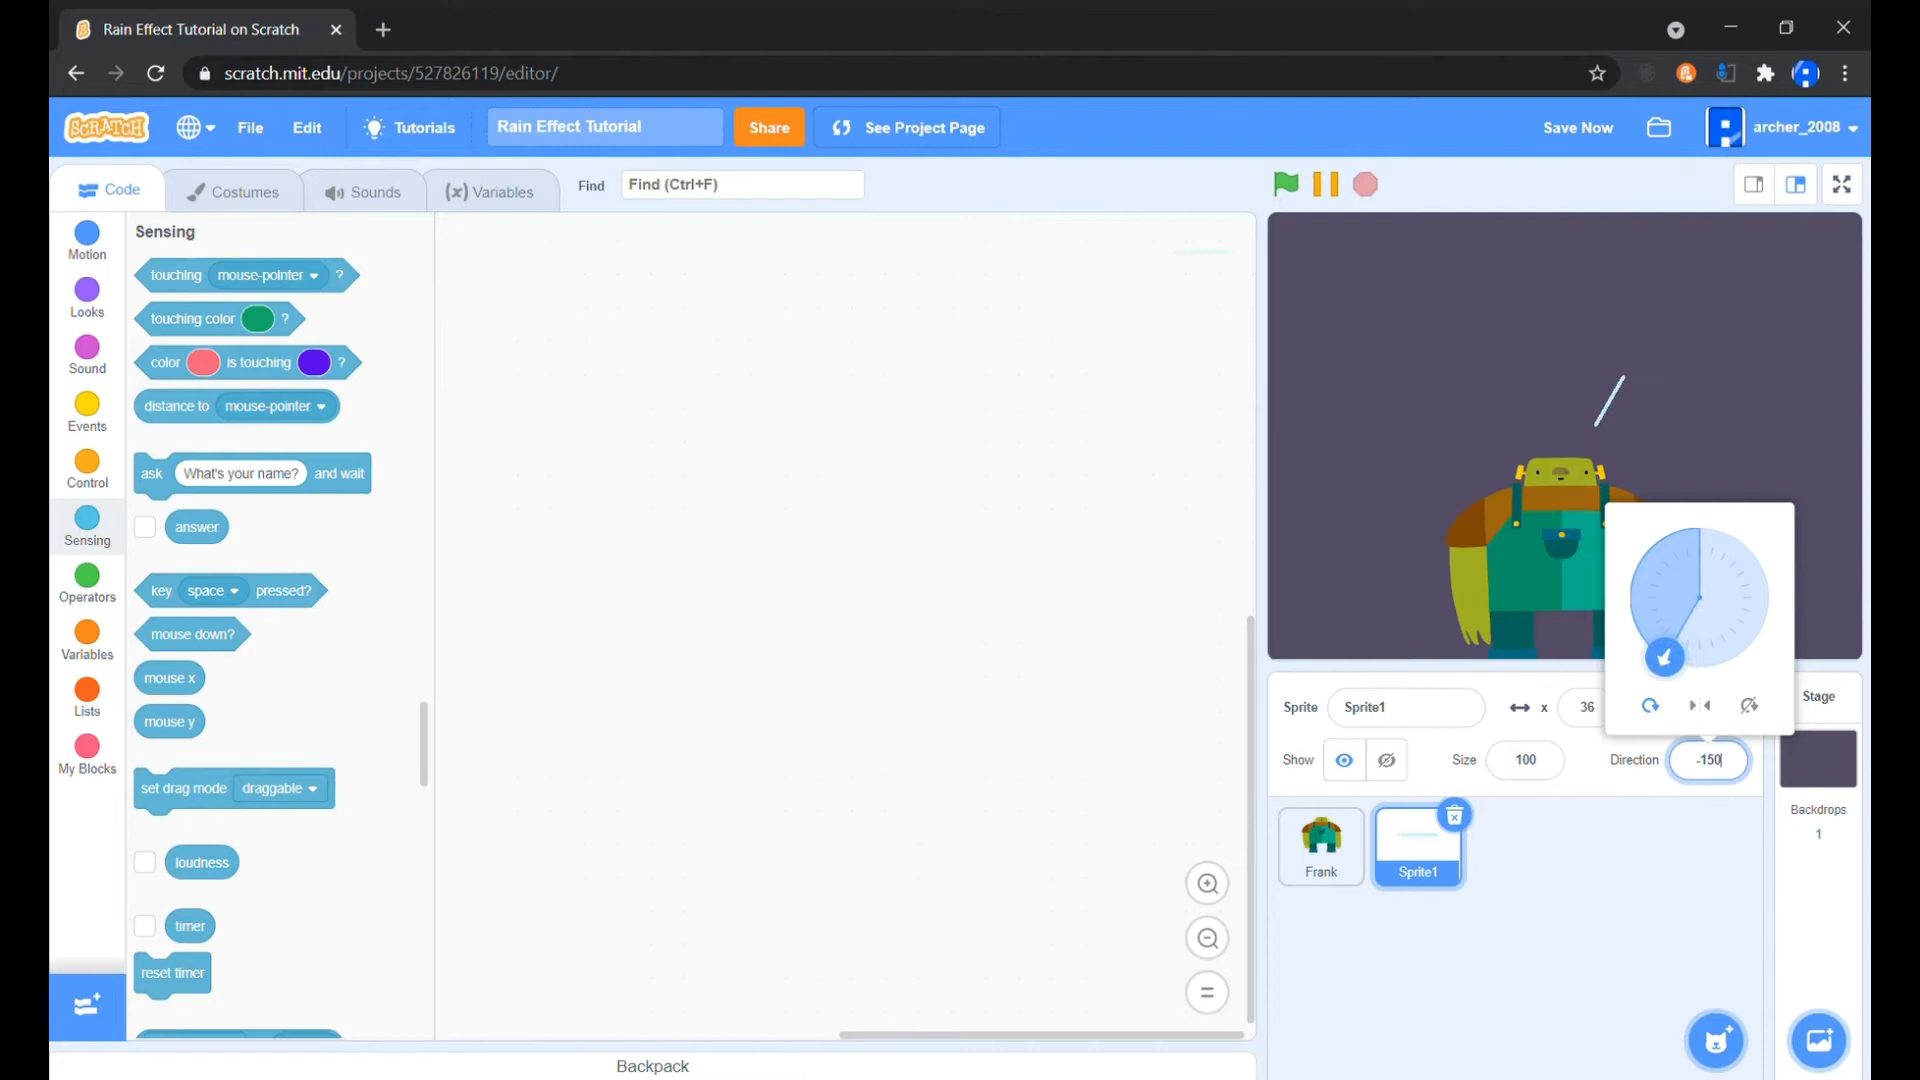 Rain Effect Tutorial on Scratch
scratch.mit.edu/projects/527826119/editor/
SCRATCH
File
Edit
Tutorials
Rain Effect Tutorial
Share
See Project Page
Save Now
archer_2008
Code
Costumes
Sounds
(x) Variables
Find
Find (Ctrl+F)
Motion
Looks
Sound
Events
Control
Sensing
Operators
Variables
Lists
My Blocks
Sensing
touching mouse-pointer ?
touching color ?
color is touching ?
distance to mouse-pointer
ask What's your name? and wait
answer
key space pressed?
mouse down?
mouse x
mouse y
set drag mode draggable
loudness
timer
reset timer
Backpack
Sprite Sprite1 x 36
Show Size 100 Direction -150
Frank
Sprite1
Stage
Backdrops
1